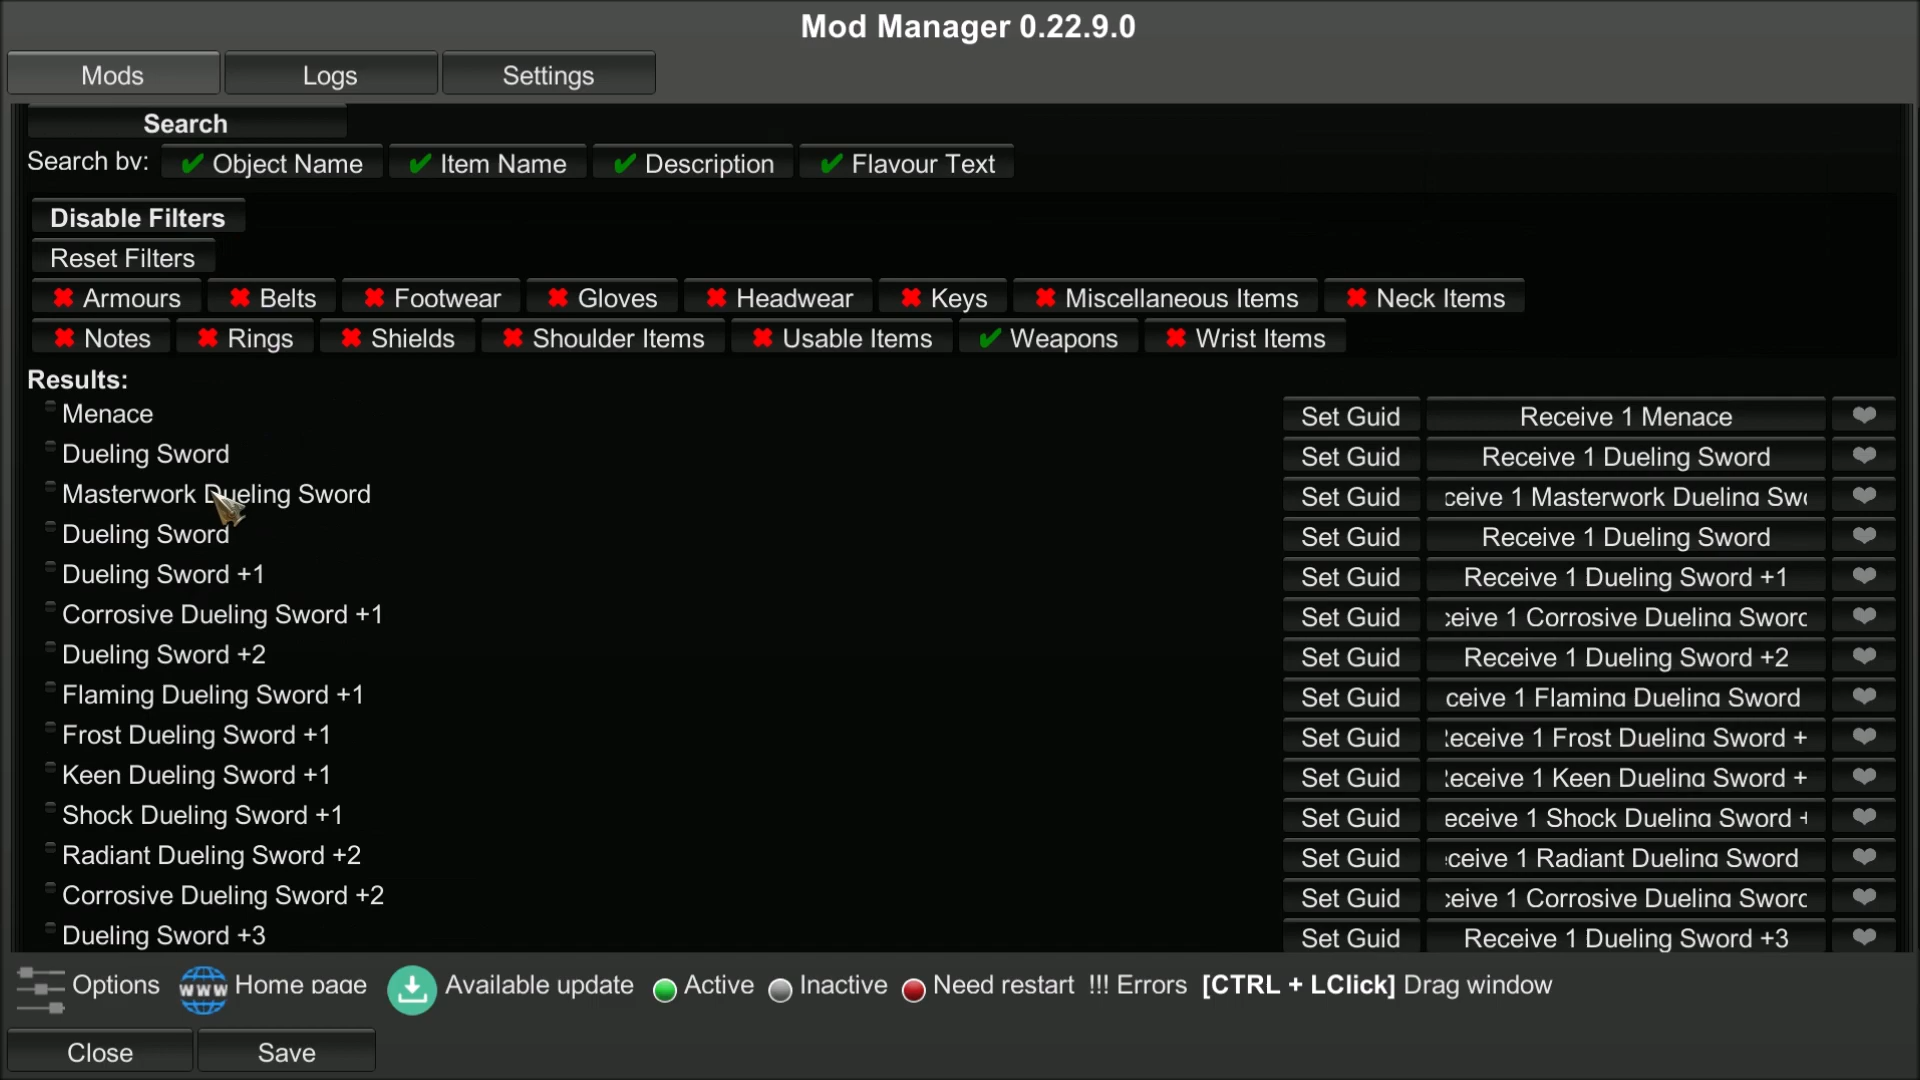 Mod Manager 0.22.9.0
Mods Logs Settings
Search
Search by: Object Name Item Name Description Flavour Text
Disable Filters
Reset Filters
Armours Belts Footwear Gloves Headwear Keys Miscellaneous Items Neck Items
Notes Rings Shields Shoulder Items Usable Items Weapons Wrist Items
Results:
Menace Set Guid Receive 1 Menace
Dueling Sword Set Guid Receive 1 Dueling Sword
Masterwork Dueling Sword Set Guid ceive 1 Masterwork Dueling Swo
Dueling Sword Set Guid Receive 1 Dueling Sword
Dueling Sword +1 Set Guid Receive 1 Dueling Sword +1
Corrosive Dueling Sword +1 Set Guid ceive 1 Corrosive Dueling Sword
Dueling Sword +2 Set Guid Receive 1 Dueling Sword +2
Flaming Dueling Sword +1 Set Guid ceive 1 Flaming Dueling Sword
Frost Dueling Sword +1 Set Guid Receive 1 Frost Dueling Sword +
Keen Dueling Sword +1 Set Guid Receive 1 Keen Dueling Sword +
Shock Dueling Sword +1 Set Guid eceive 1 Shock Dueling Sword +
Radiant Dueling Sword +2 Set Guid ceive 1 Radiant Dueling Sword
Corrosive Dueling Sword +2 Set Guid ceive 1 Corrosive Dueling Sword
Dueling Sword +3 Set Guid Receive 1 Dueling Sword +3
Options www Home page Available update Active Inactive Need restart !!! Errors [CTRL + LClick] Drag window
Close Save